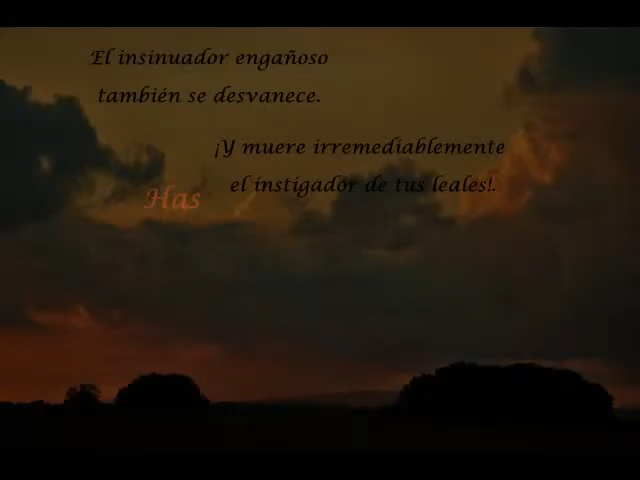 El insinuador engañoso
también se desvanece.
¡Y muere irremediablemente
el instigador de tus leales!.
Has